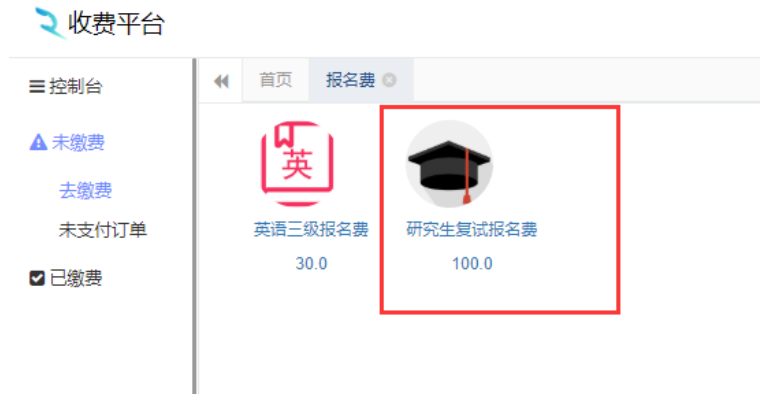 收费平台
控制台
未缴费
去缴费
未支付订单
已缴费
首页 报名费
英
英语三级报名费 研究生复试报名费
30.0 100.0